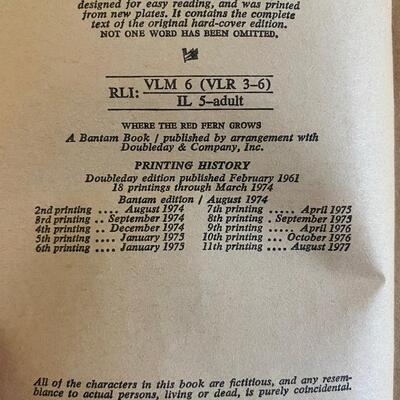 designed for easy reading, and was printed
from new plates. It contains the complete
text of the original hard-cover edition.
NOT ONE WORD HAS BEEN OMITTED.
RLI: VLM 6 (VLR 3–6)
IL 5–adult
WHERE THE RED FERN GROWS
A Bantam Book / published by arrangement with
Doubleday & Company, Inc.
PRINTING HISTORY
Doubleday edition published February 1961
18 printings through March 1974
Bantam edition / August 1974
2nd printing .... August 1974 7th printing ..... April 1975
3rd printing .. September 1974 8th printing .. September 1975
4th printing .... December 1974 9th printing ..... April 1976
5th printing .... January 1975 10th printing ... October 1976
6th printing .... January 1975 11th printing .... August 1977
All of the characters in this book are fictitious, and any resem-
blance to actual persons, living or dead, is purely coincidental.